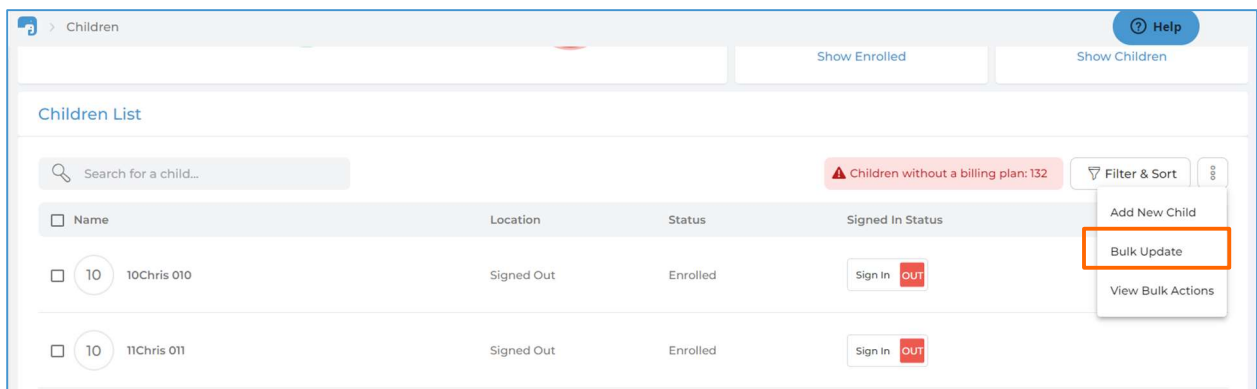 Children
Help
Show Enrolled
Show Children
Children List
Search for a child...
Children without a billing plan: 132
Filter & Sort
Add New Child
Bulk Update
View Bulk Actions
Name Location Status Signed In Status
10 10Chris 010 Signed Out Enrolled Sign In OUT
10 11Chris 011 Signed Out Enrolled Sign In OUT